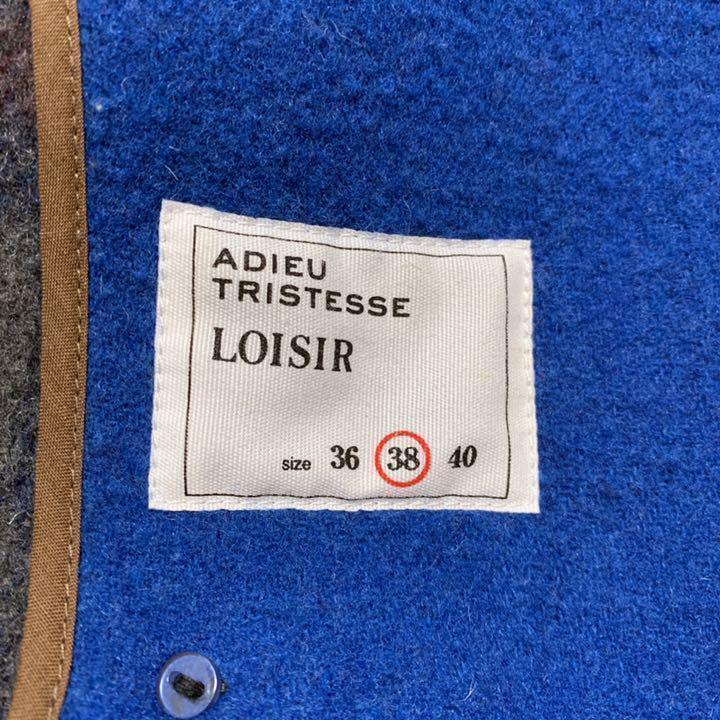 ADIEU
TRISTESSE
LOISIR
size 36 38 40